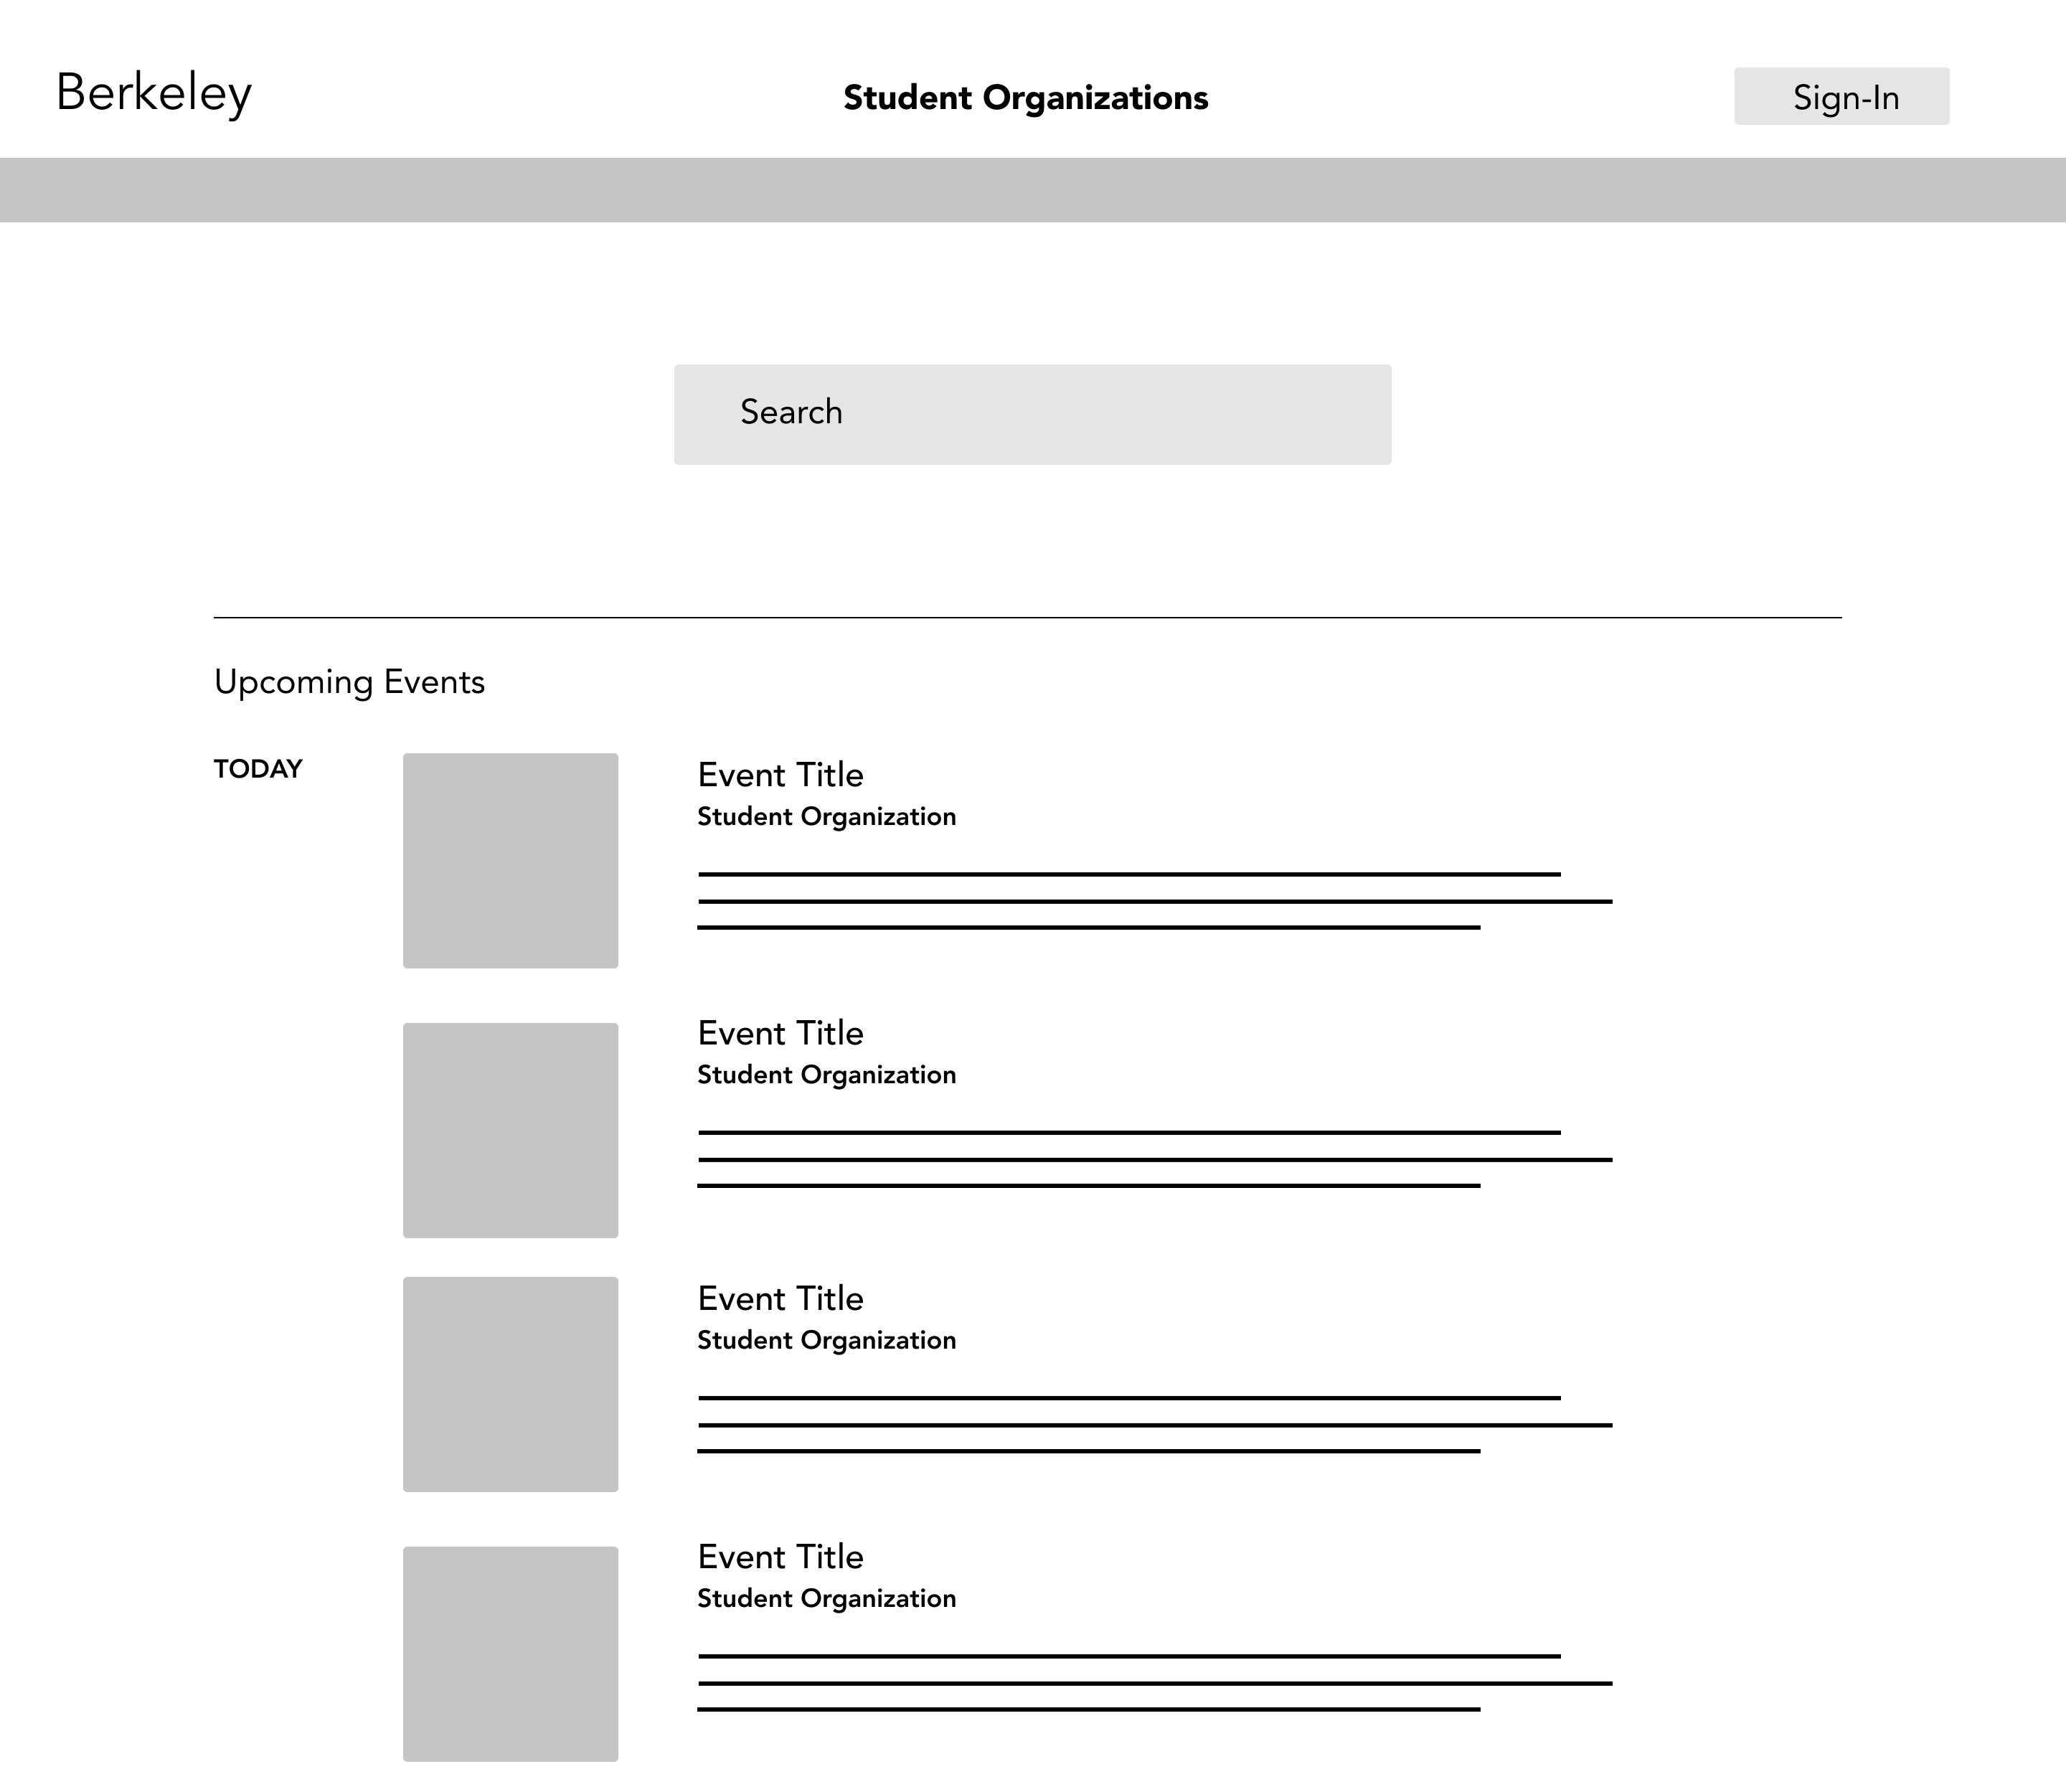 Berkeley
Student Organizations
Sign-In
Search
Upcoming Events
TODAY
Event Title
Student Organization
Event Title
Student Organization
Event Title
Student Organization
Event Title
Student Organization